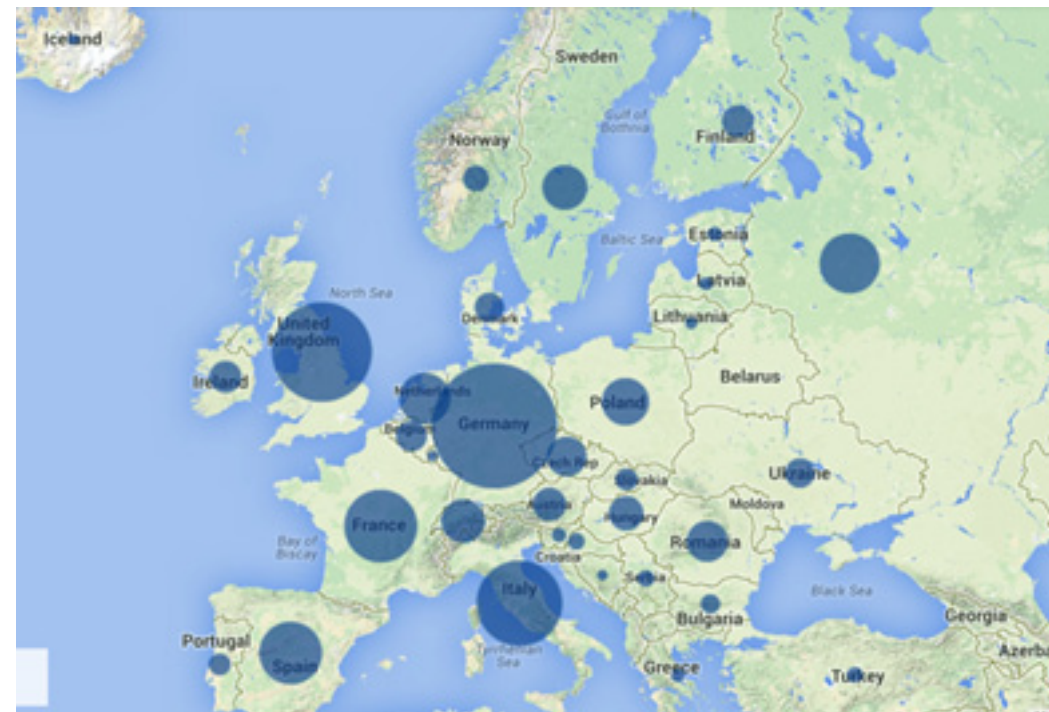 Iceland
Sweden
Gulf of
Bothnia
Finland
Norway
Baltic Sea
Estonia
Latvia
North Sea
Denmark
Lithuania
United
Kingdom
Belarus
Ireland
Netherlands
Poland
Belgium
Germany
Czech Rep
Ukraine
Slovakia
Austria
Moldova
Hungary
France
Romania
Bay of
Biscay
Croatia
Serbia
Italy
Black Sea
Bulgaria
Georgia
Portugal
Tyrrhenian
Sea
Azerba
Spain
Greece
Turkey